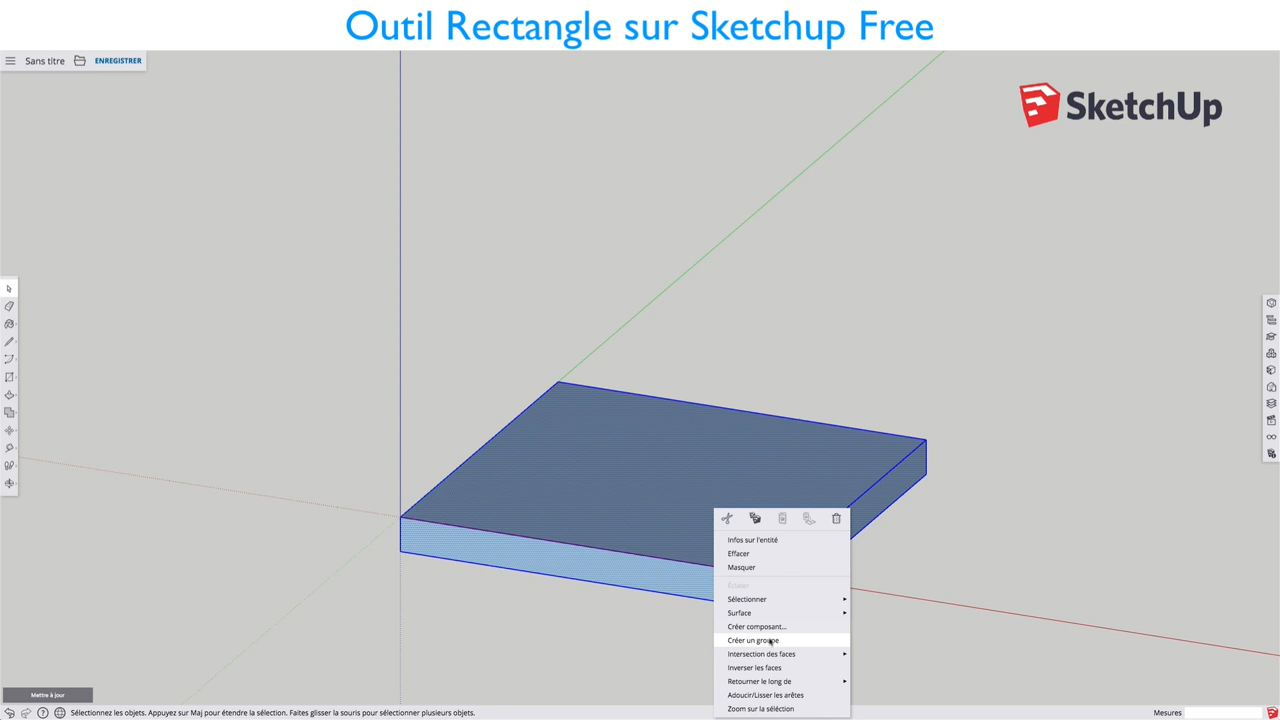 Outil Rectangle sur Sketchup Free
Sans titre
ENREGISTRER
SketchUp
Infos sur l'entité
Effacer
Masquer
Éclater
Sélectionner
Surface
Créer composant...
Créer un groupe
Intersection des faces
Inverser les faces
Retourner le long de
Adoucir/Lisser les arêtes
Zoom sur la sélection
Mettre à jour
Sélectionnez les objets. Appuyez sur Maj pour étendre la sélection. Faites glisser la souris pour sélectionner plusieurs objets.
Mesures